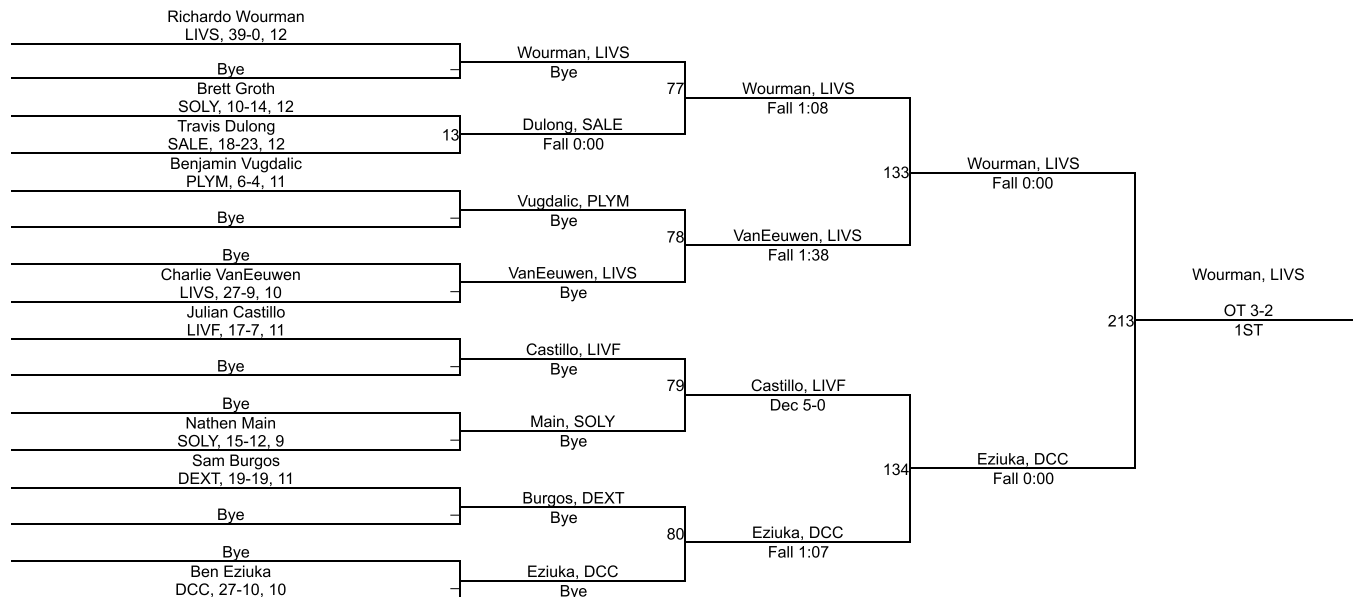 Richardo Wourman
LIVS, 39-0, 12
Bye
Brett Groth
SOLY, 10-14, 12
Travis Dulong
SALE, 18-23, 12
Benjamin Vugdalic
PLYM, 6-4, 11
Bye
Bye
Charlie VanEeuwen
LIVS, 27-9, 10
Julian Castillo
LIVF, 17-7, 11
Bye
Bye
Nathen Main
SOLY, 15-12, 9
Sam Burgos
DEXT, 19-19, 11
Bye
Bye
Ben Eziuka
DCC, 27-10, 10
13
Wourman, LIVS
Bye
Dulong, SALE
Fall 0:00
Vugdalic, PLYM
Bye
VanEeuwen, LIVS
Bye
Castillo, LIVF
Bye
Main, SOLY
Bye
Burgos, DEXT
Bye
Eziuka, DCC
Bye
77
78
79
80
Wourman, LIVS
Fall 1:08
VanEeuwen, LIVS
Fall 1:38
Castillo, LIVF
Dec 5-0
Eziuka, DCC
Fall 1:07
133
134
Wourman, LIVS
Fall 0:00
Eziuka, DCC
Fall 0:00
213
Wourman, LIVS
OT 3-2
1ST